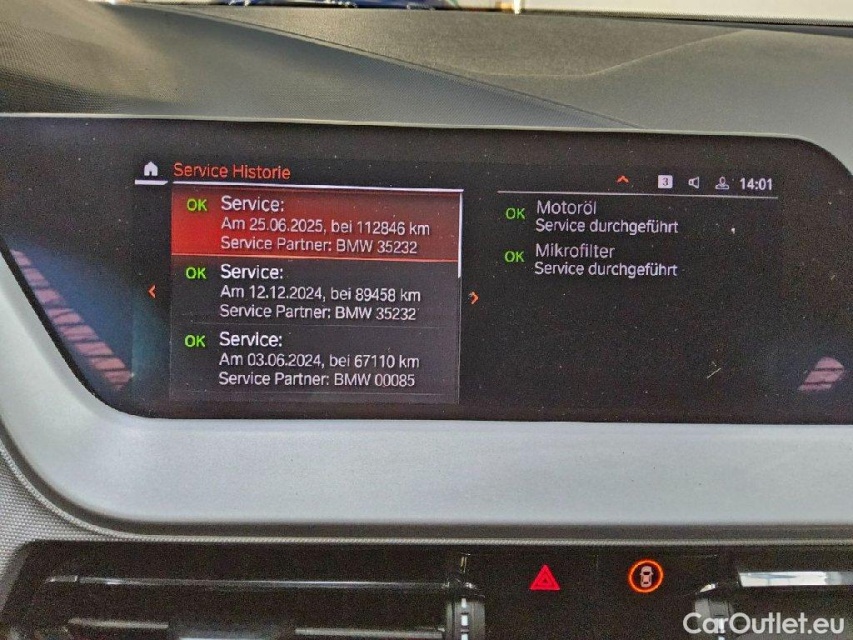 Service Historie
3
14:01
OK Service:
Am 25.06.2025, bei 112846 km
Service Partner: BMW 35232
OK Service:
Am 12.12.2024, bei 89458 km
Service Partner: BMW 35232
OK Service:
Am 03.06.2024, bei 67110 km
Service Partner: BMW 00085
OK Motoröl
Service durchgeführt
OK Mikrofilter
Service durchgeführt
CarOutlet.eu